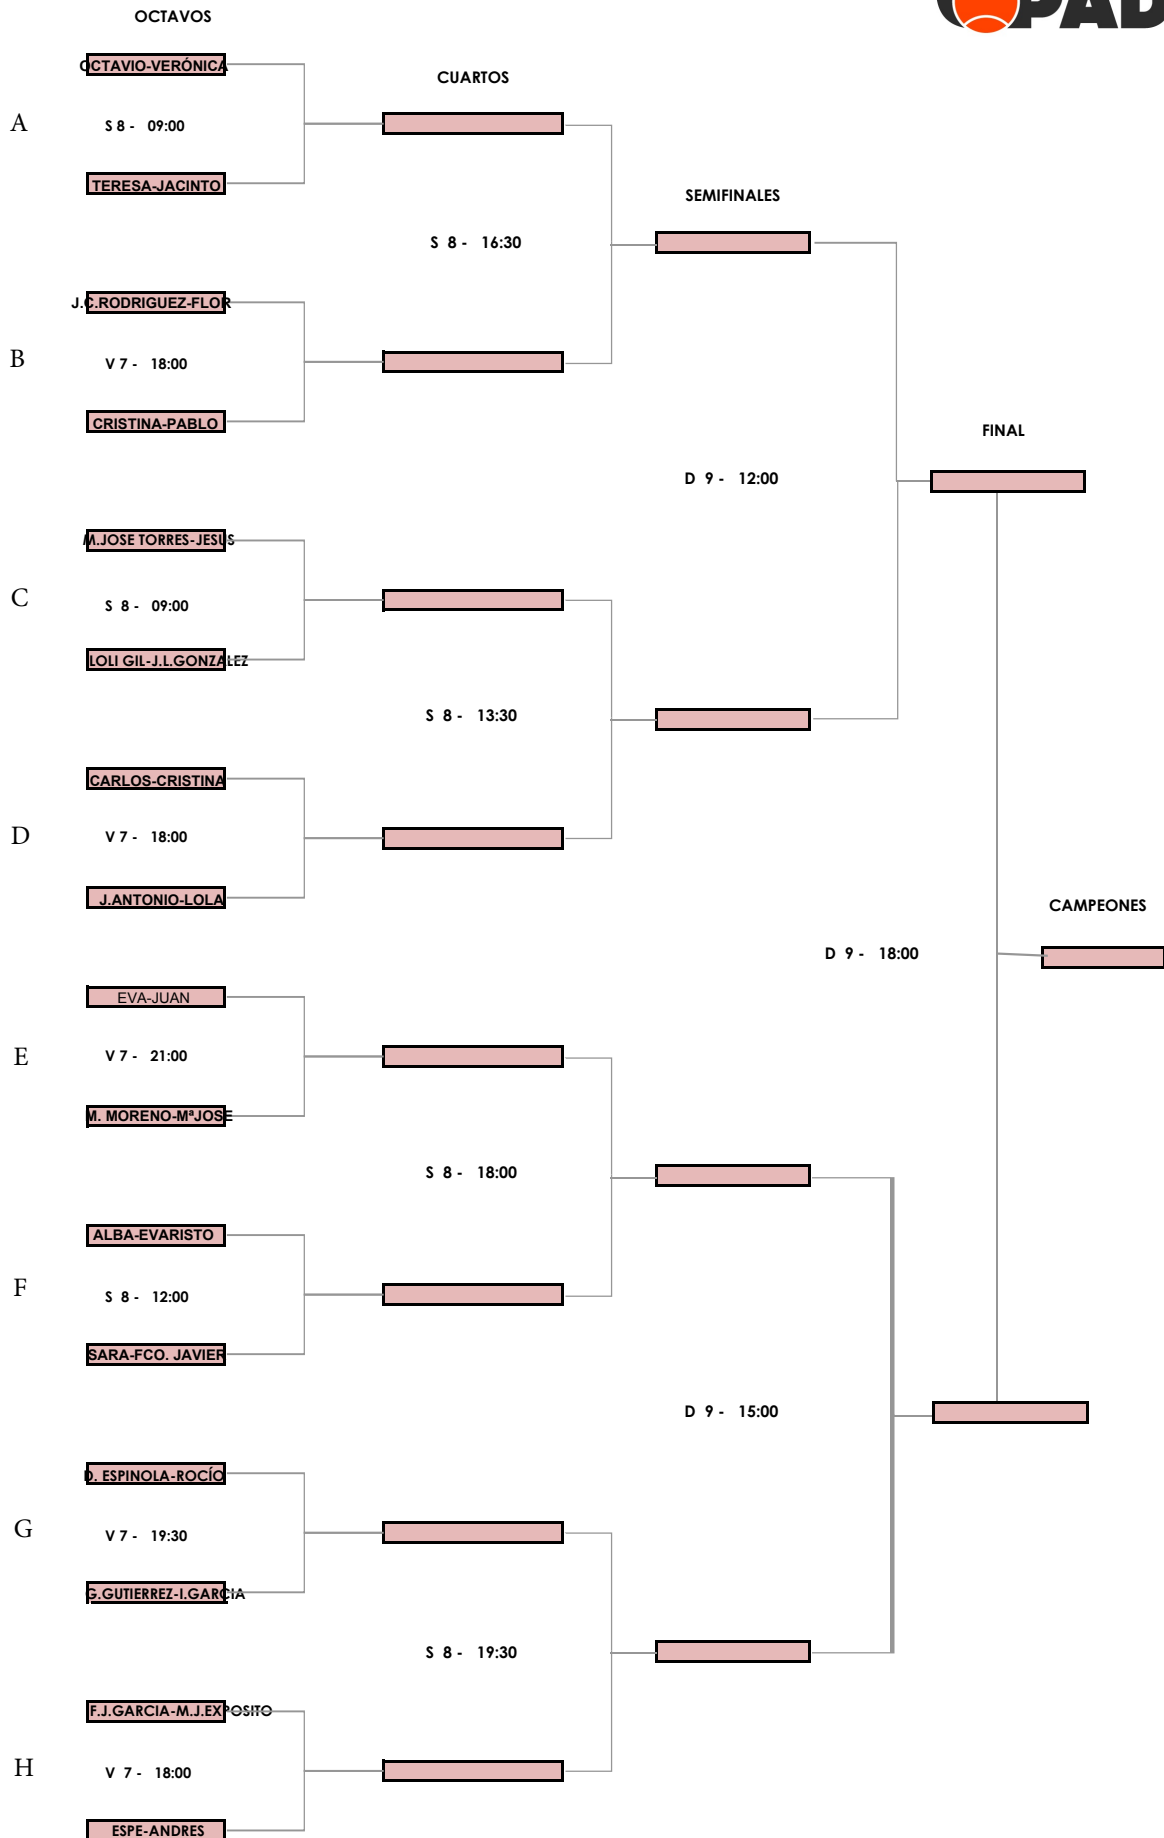 OCTAVOS
PAD
OCTAVIO-VERÓNICA
CUARTOS
A
S 8 - 09:00
TERESA-JACINTO
SEMIFINALES
S 8 - 16:30
J.C.RODRIGUEZ-FLOR
B
V 7 - 18:00
CRISTINA-PABLO
FINAL
D 9 - 12:00
M.JOSE TORRES-JESUS
C
S 8 - 09:00
LOLI GIL-J.L.GONZALEZ
S 8 - 13:30
CARLOS-CRISTINA
D
V 7 - 18:00
J.ANTONIO-LOLA
CAMPEONES
D 9 - 18:00
EVA-JUAN
E
V 7 - 21:00
M. MORENO-MªJOSE
S 8 - 18:00
ALBA-EVARISTO
F
S 8 - 12:00
SARA-FCO. JAVIER
D 9 - 15:00
D. ESPINOLA-ROCÍO
G
V 7 - 19:30
G.GUTIERREZ-I.GARCIA
S 8 - 19:30
F.J.GARCIA-M.J.EXPOSITO
H
V 7 - 18:00
ESPE-ANDRES